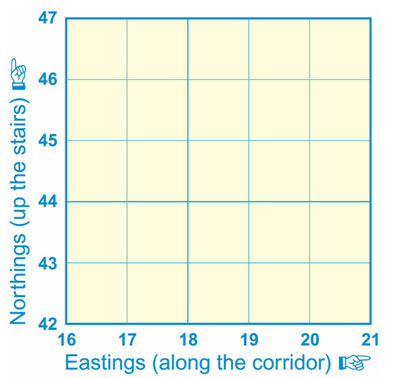 47
46
45
44
43
42
Northings (up the stairs)
16 17 18 19 20 21
Eastings (along the corridor)